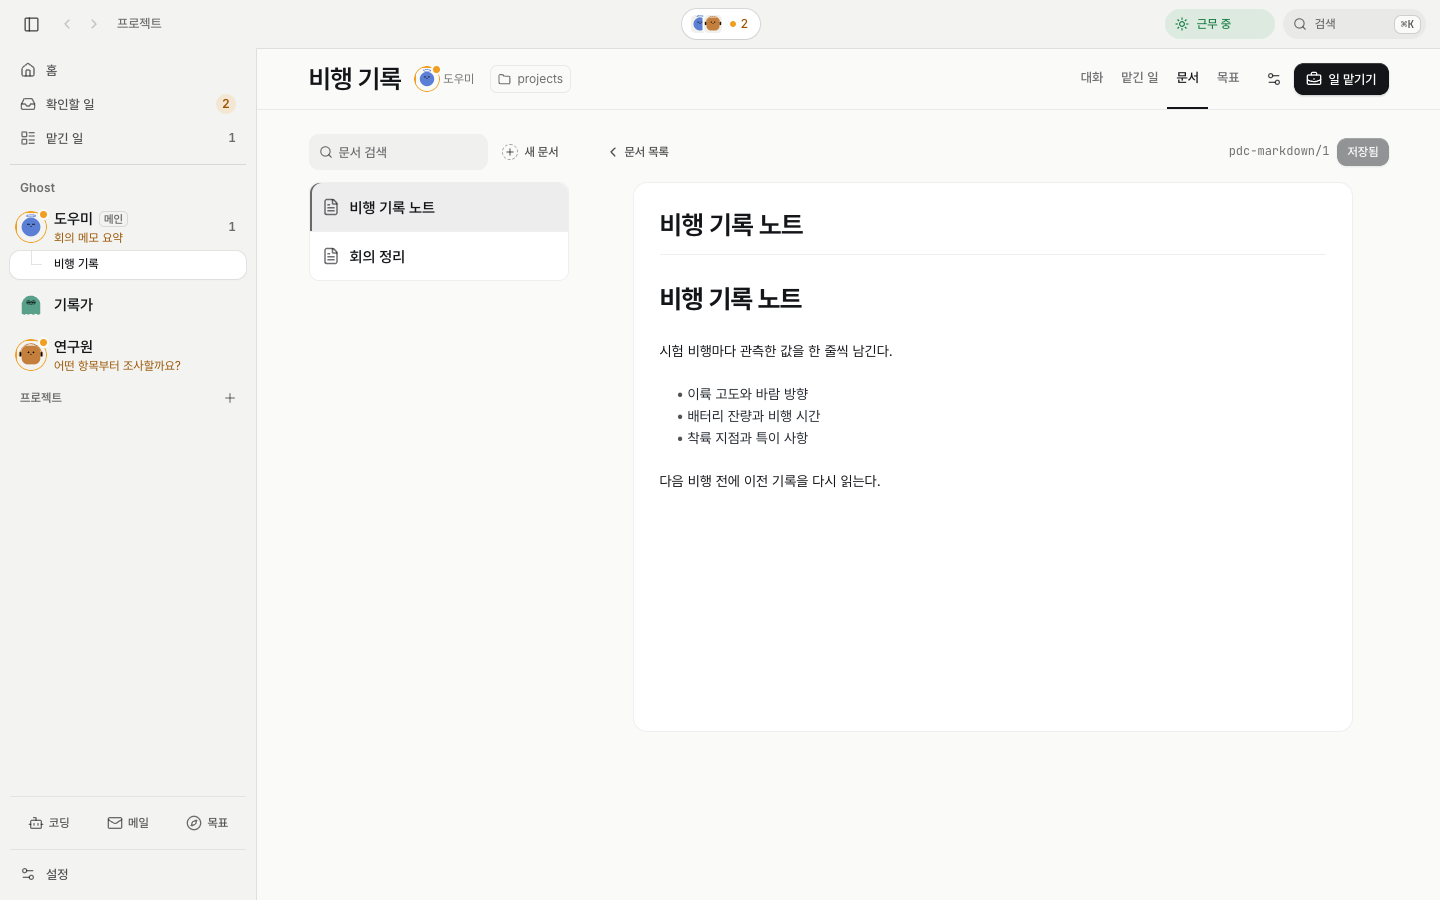 프로젝트
2
근무 중
검색
⌘K
홈
확인할 일
2
맡긴 일
1
Ghost
도우미
메인
회의 메모 요약
1
비행 기록
기록가
연구원
어떤 항목부터 조사할까요?
프로젝트
코딩
메일
목표
설정
비행 기록
도우미
projects
대화
맡긴 일
문서
목표
일 맡기기
문서 검색
새 문서
비행 기록 노트
회의 정리
문서 목록
pdc-markdown/1
저장됨
비행 기록 노트
비행 기록 노트
시험 비행마다 관측한 값을 한 줄씩 남긴다.
• 이륙 고도와 바람 방향
• 배터리 잔량과 비행 시간
• 착륙 지점과 특이 사항
다음 비행 전에 이전 기록을 다시 읽는다.